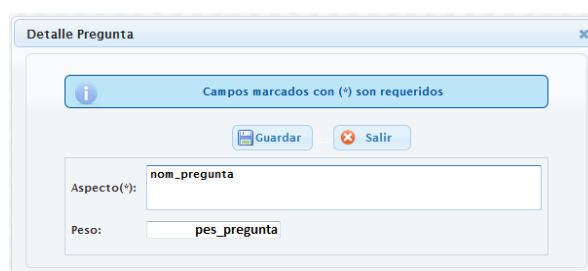 Detalle Pregunta
Campos marcados con (*) son requeridos
Guardar Salir
Aspecto(*): nom_pregunta
Peso: pes_pregunta